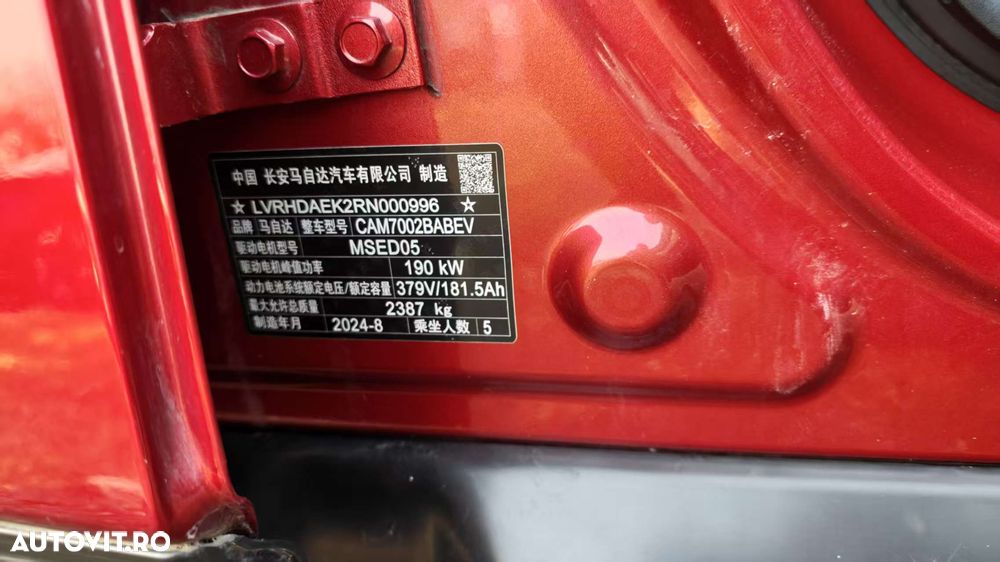 中国 长安马自达汽车有限公司 制造
☆ LVRHDAEK2RN000996 ☆
品牌 马自达 整车型号 CAM7002BABEV
驱动电机型号 MSED05
驱动电机峰值功率 190 kW
动力电池系统额定电压/额定容量 379V/181.5Ah
最大允许总质量 2387 kg
制造年月 2024-8 乘坐人数 5
AUTOVIT.RO